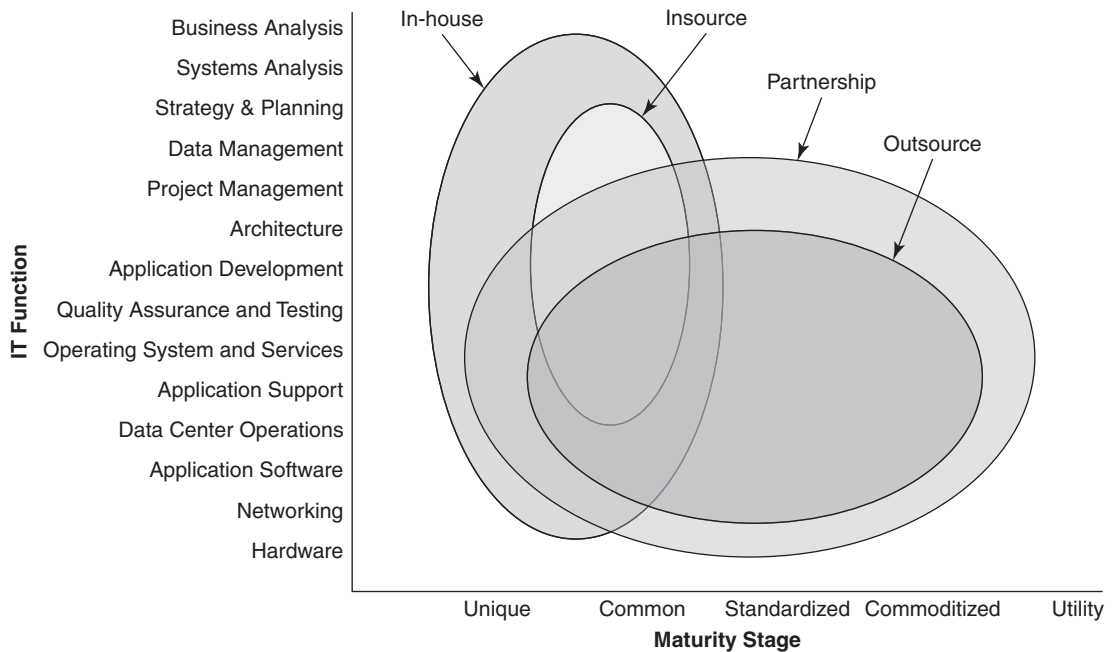 In-house
Insource
Partnership
Outsource
Business Analysis
Systems Analysis
Strategy & Planning
Data Management
Project Management
Architecture
Application Development
Quality Assurance and Testing
Operating System and Services
Application Support
Data Center Operations
Application Software
Networking
Hardware
IT Function
Unique
Common
Standardized
Commoditized
Utility
Maturity Stage